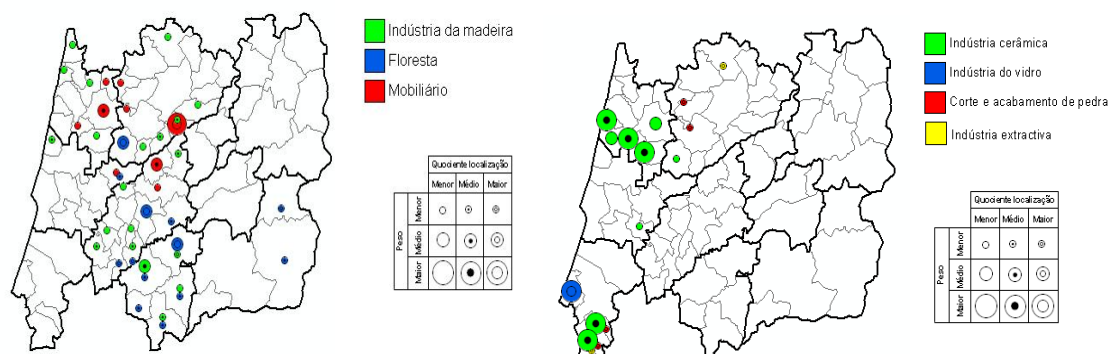 Indústria da madeira
Floresta
Mobiliário
Quociente localização
Menor Médio Maior
Peso
Menor
Médio
Maior
Indústria cerâmica
Indústria do vidro
Corte e acabamento de pedra
Indústria extractiva
Quociente localização
Menor Médio Maior
Peso
Menor
Médio
Maior